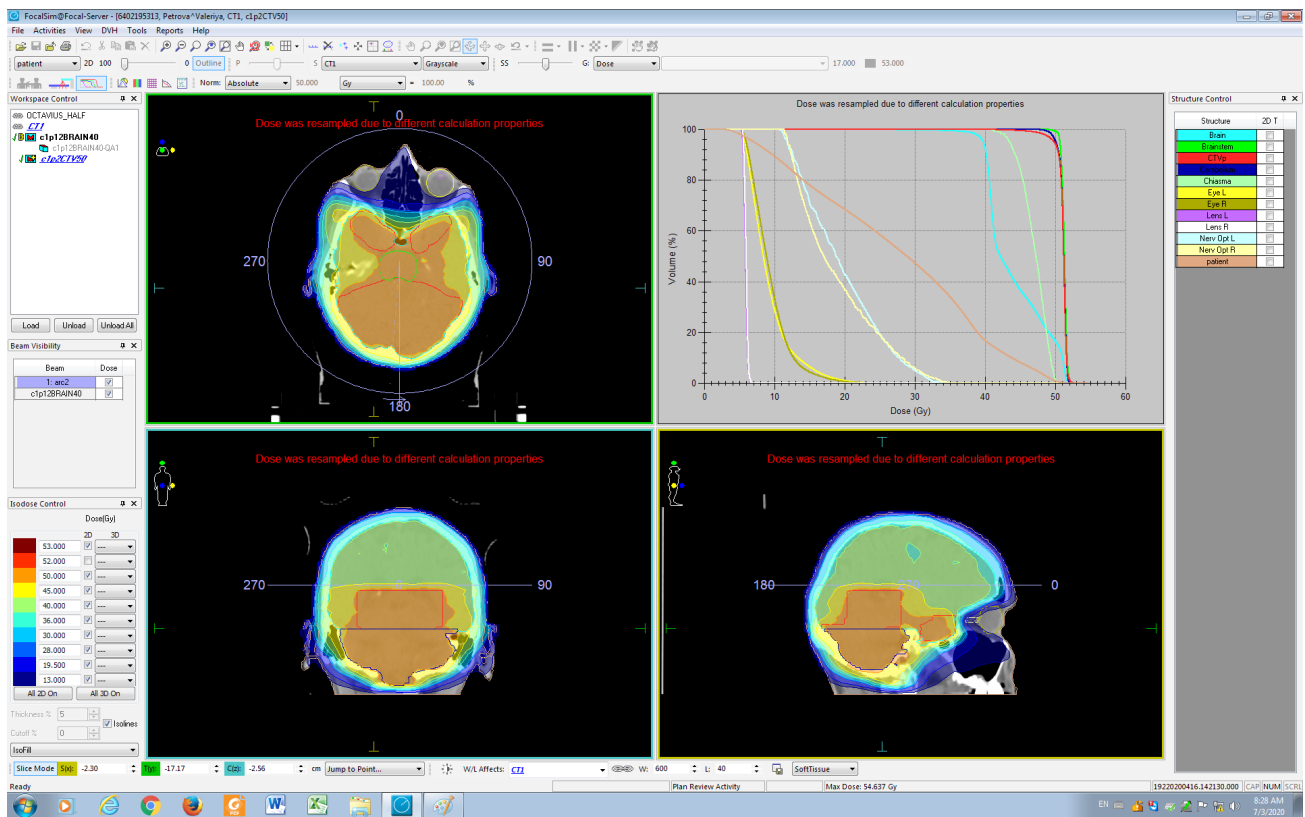 FocalSim@Focal-Server - [6402195313, Petrova^Valeriya, CT1, c1p2CTV50]
File Activities View DVH Tools Reports Help
patient 2D 100 0 Outline P S CT1 Grayscale SS G: Dose 17.000 53.000
Norm: Absolute 50.000 Gy = 100.00 %
Workspace Control
OCTAVIUS_HALF
CT1
c1p12BRAIN40
c1p12BRAIN40-QA1
c1p2CTV50
Load Unload Unload All
Beam Visibility
Beam Dose
1: arc2
c1p12BRAIN40
Isodose Control
Dose(Gy)
2D 3D
53.000 ---
52.000 ---
50.000 ---
45.000 ---
40.000 ---
36.000 ---
30.000 ---
28.000 ---
19.500 ---
13.000 ---
All 2D On All 3D On
Thickness % 5
Isolines
Cutoff % 0
IsoFill
Dose was resampled due to different calculation properties
0
270
90
180
Dose was resampled due to different calculation properties
100
80
60
40
20
0
Volume (%)
0 10 20 30 40 50 60
Dose (Gy)
Dose was resampled due to different calculation properties
270 0 90
Dose was resampled due to different calculation properties
180 270 0
Structure Control
Structure 2D T
Brain
Brainstem
CTVp
Chiasma
Eye L
Eye R
Lens L
Lens R
Nerv Opt L
Nerv Opt R
patient
Slice Mode S(x): -2.30 T(y): -17.17 C(z): -2.56 cm Jump to Point... W/L Affects: CT1 W: 600 L: 40 SoftTissue
Ready Plan Review Activity Max Dose: 54.637 Gy 19220200416.142130.000 CAP NUM SCRL
EN 8:28 AM
7/3/2020